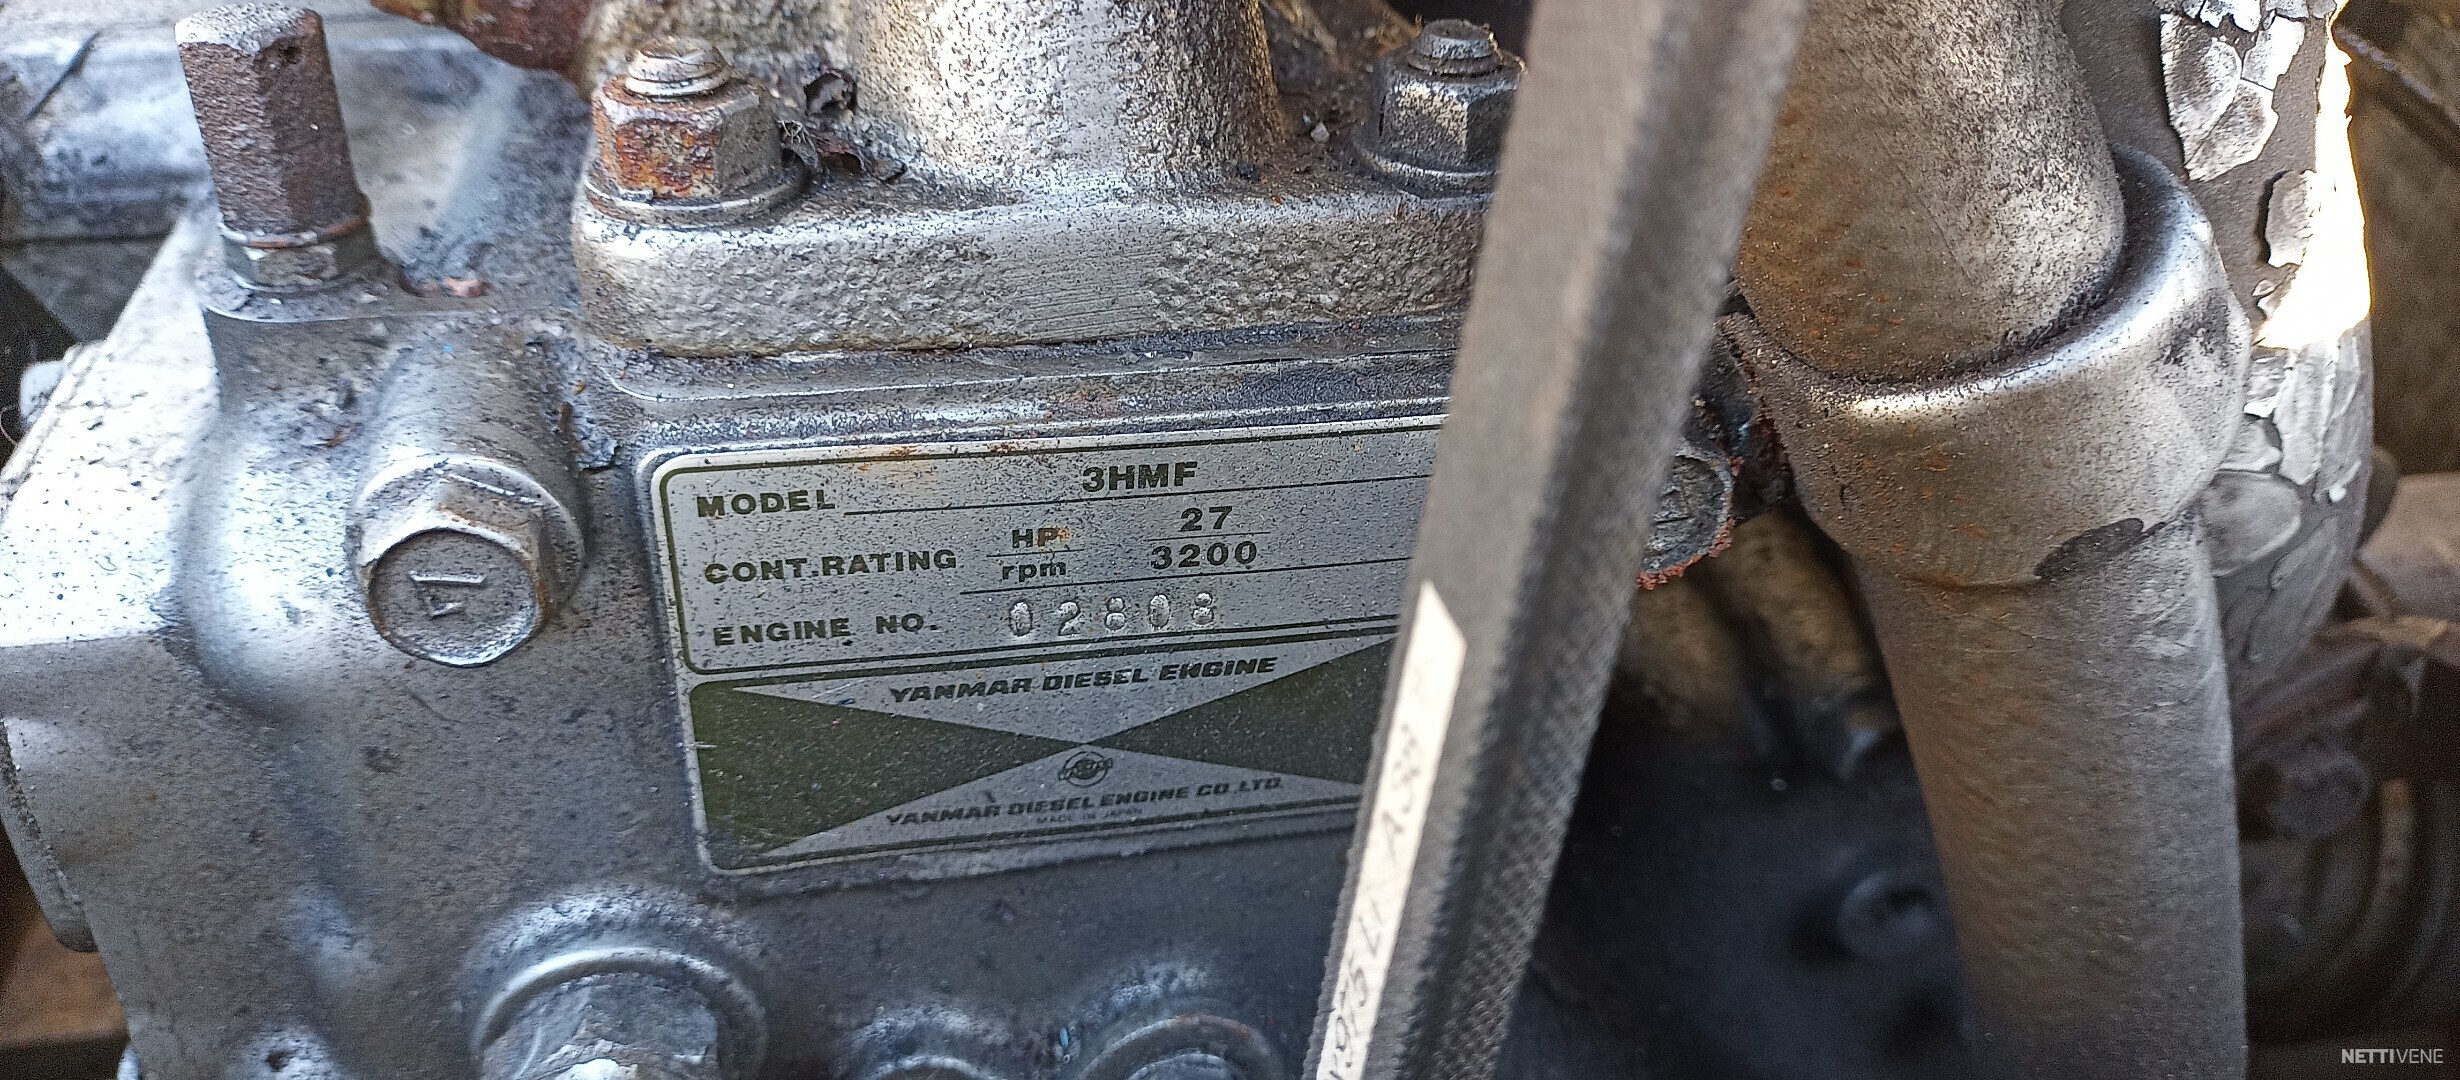 MODEL 3HMF
CONT.RATING HP/rpm 27/3200
ENGINE NO. 02808
YANMAR DIESEL ENGINE
YANMAR
YANMAR DIESEL ENGINE CO.,LTD.
MADE IN JAPAN
NETTIVENE